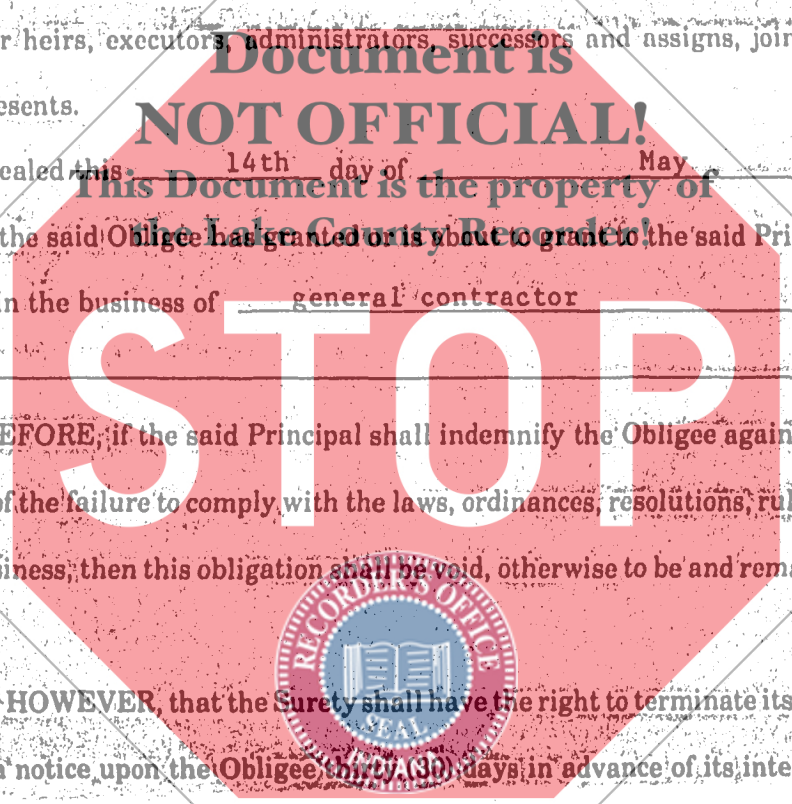 r heirs, executors, administrators, successors and assigns, join
Document is
esents.
NOT OFFICIAL!
ealed this 14th day of May
This Document is the property of
the Lake County Recorder!
the said Obligee has granted or is about to grant to the said Pri
n the business of general contractor
STOP
EFORE, if the said Principal shall indemnify the Obligee again
f the failure to comply with the laws, ordinances, resolutions, rul
siness, then this obligation shall be void, otherwise to be and rema
RECORDER'S OFFICE
HOWEVER, that the Surety shall have the right to terminate its
SEAL
INDIANA
notice upon the Obligee thirty (30) days in advance of its inte